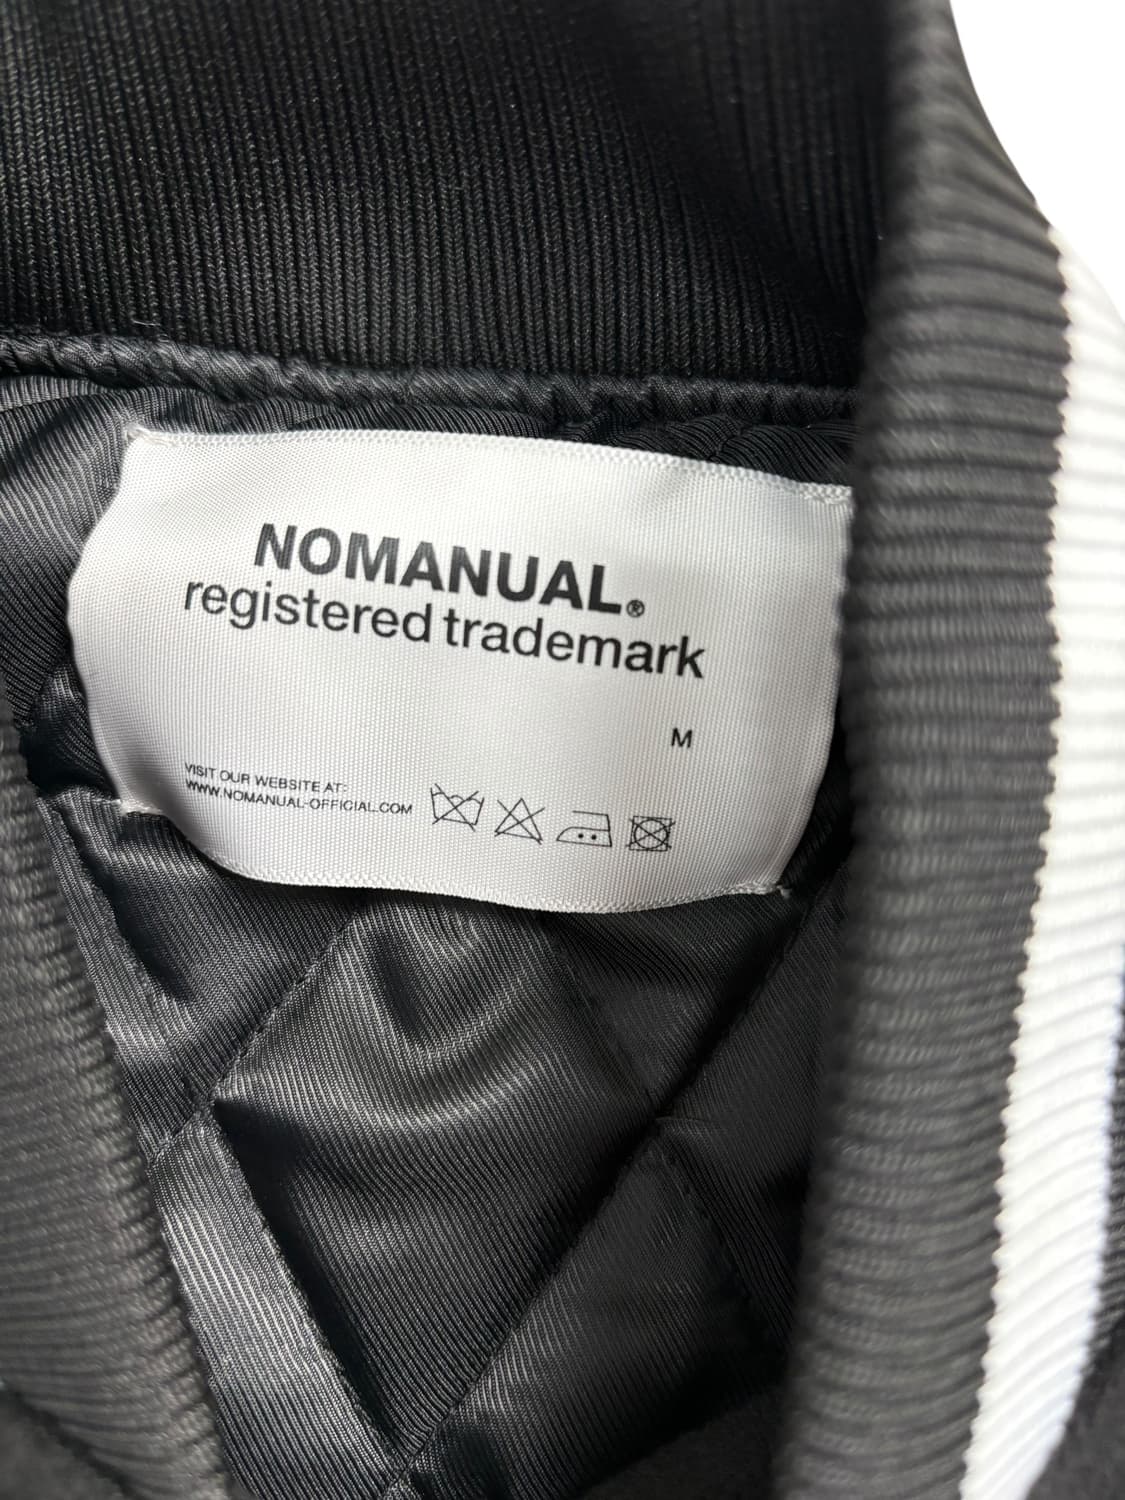 NOMANUAL®
registered trademark
M
VISIT OUR WEBSITE AT:
WWW.NOMANUAL-OFFICIAL.COM